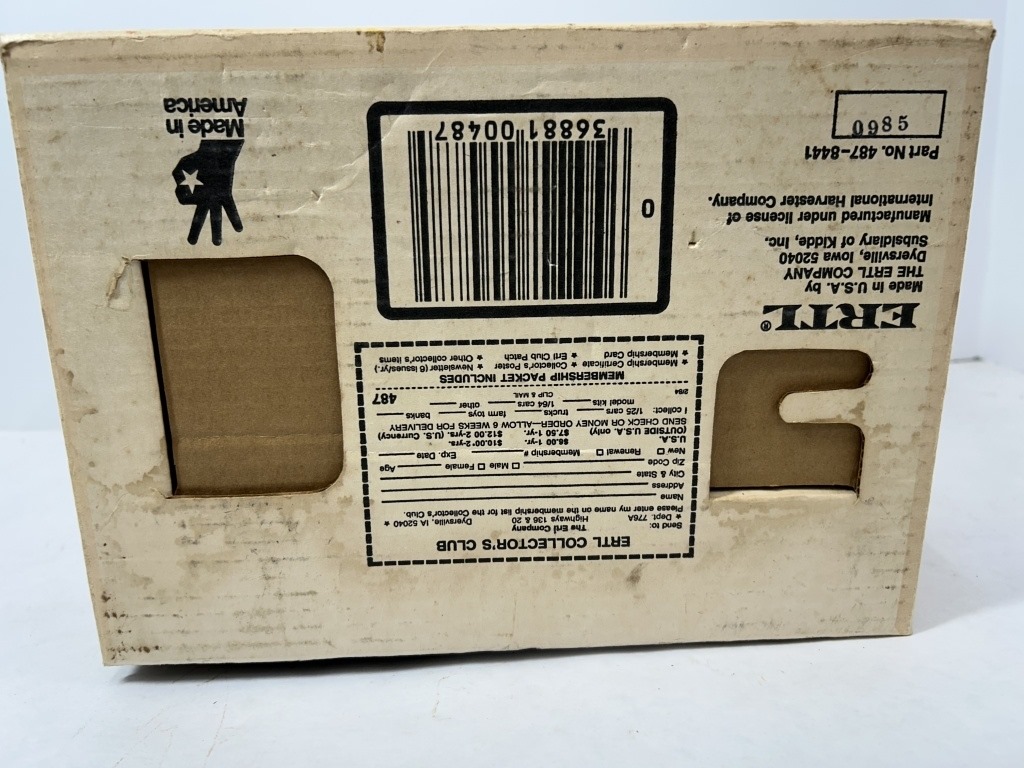 ERTL COLLECTOR'S CLUB
Send to: The Ertl Company
★ Dept. 776A Highways 136 & 20 Dyersville, IA 52040 ★
Please enter my name on the membership list for the Collector's Club.
Name
Address
City & State
Zip Code □ Male □ Female Age
New □ Renewal □ Membership # Exp. Date
U.S.A. $6.00 1-yr. $10.00 2-yrs.
(OUTSIDE U.S.A. only) $7.50 1-yr. $12.00 2-yrs. (U.S. Currency)
SEND CHECK OR MONEY ORDER—ALLOW 6 WEEKS FOR DELIVERY
I collect: 1/25 cars trucks farm toys banks
model kits 1/64 cars other
2/84 CLIP & MAIL 487
MEMBERSHIP PACKET INCLUDES
★ Membership Certificate ★ Collector's Poster ★ Newsletter (6 issues/yr.)
★ Membership Card ★ Ertl Club Patch ★ Other collector's items
ERTL®
Made in U.S.A. by
THE ERTL COMPANY
Dyersville, Iowa 52040
Subsidiary of Kidde, Inc.
Manufactured under license of
International Harvester Company.
Part No. 487-8441
0985
0
36881 00487
Made in
America